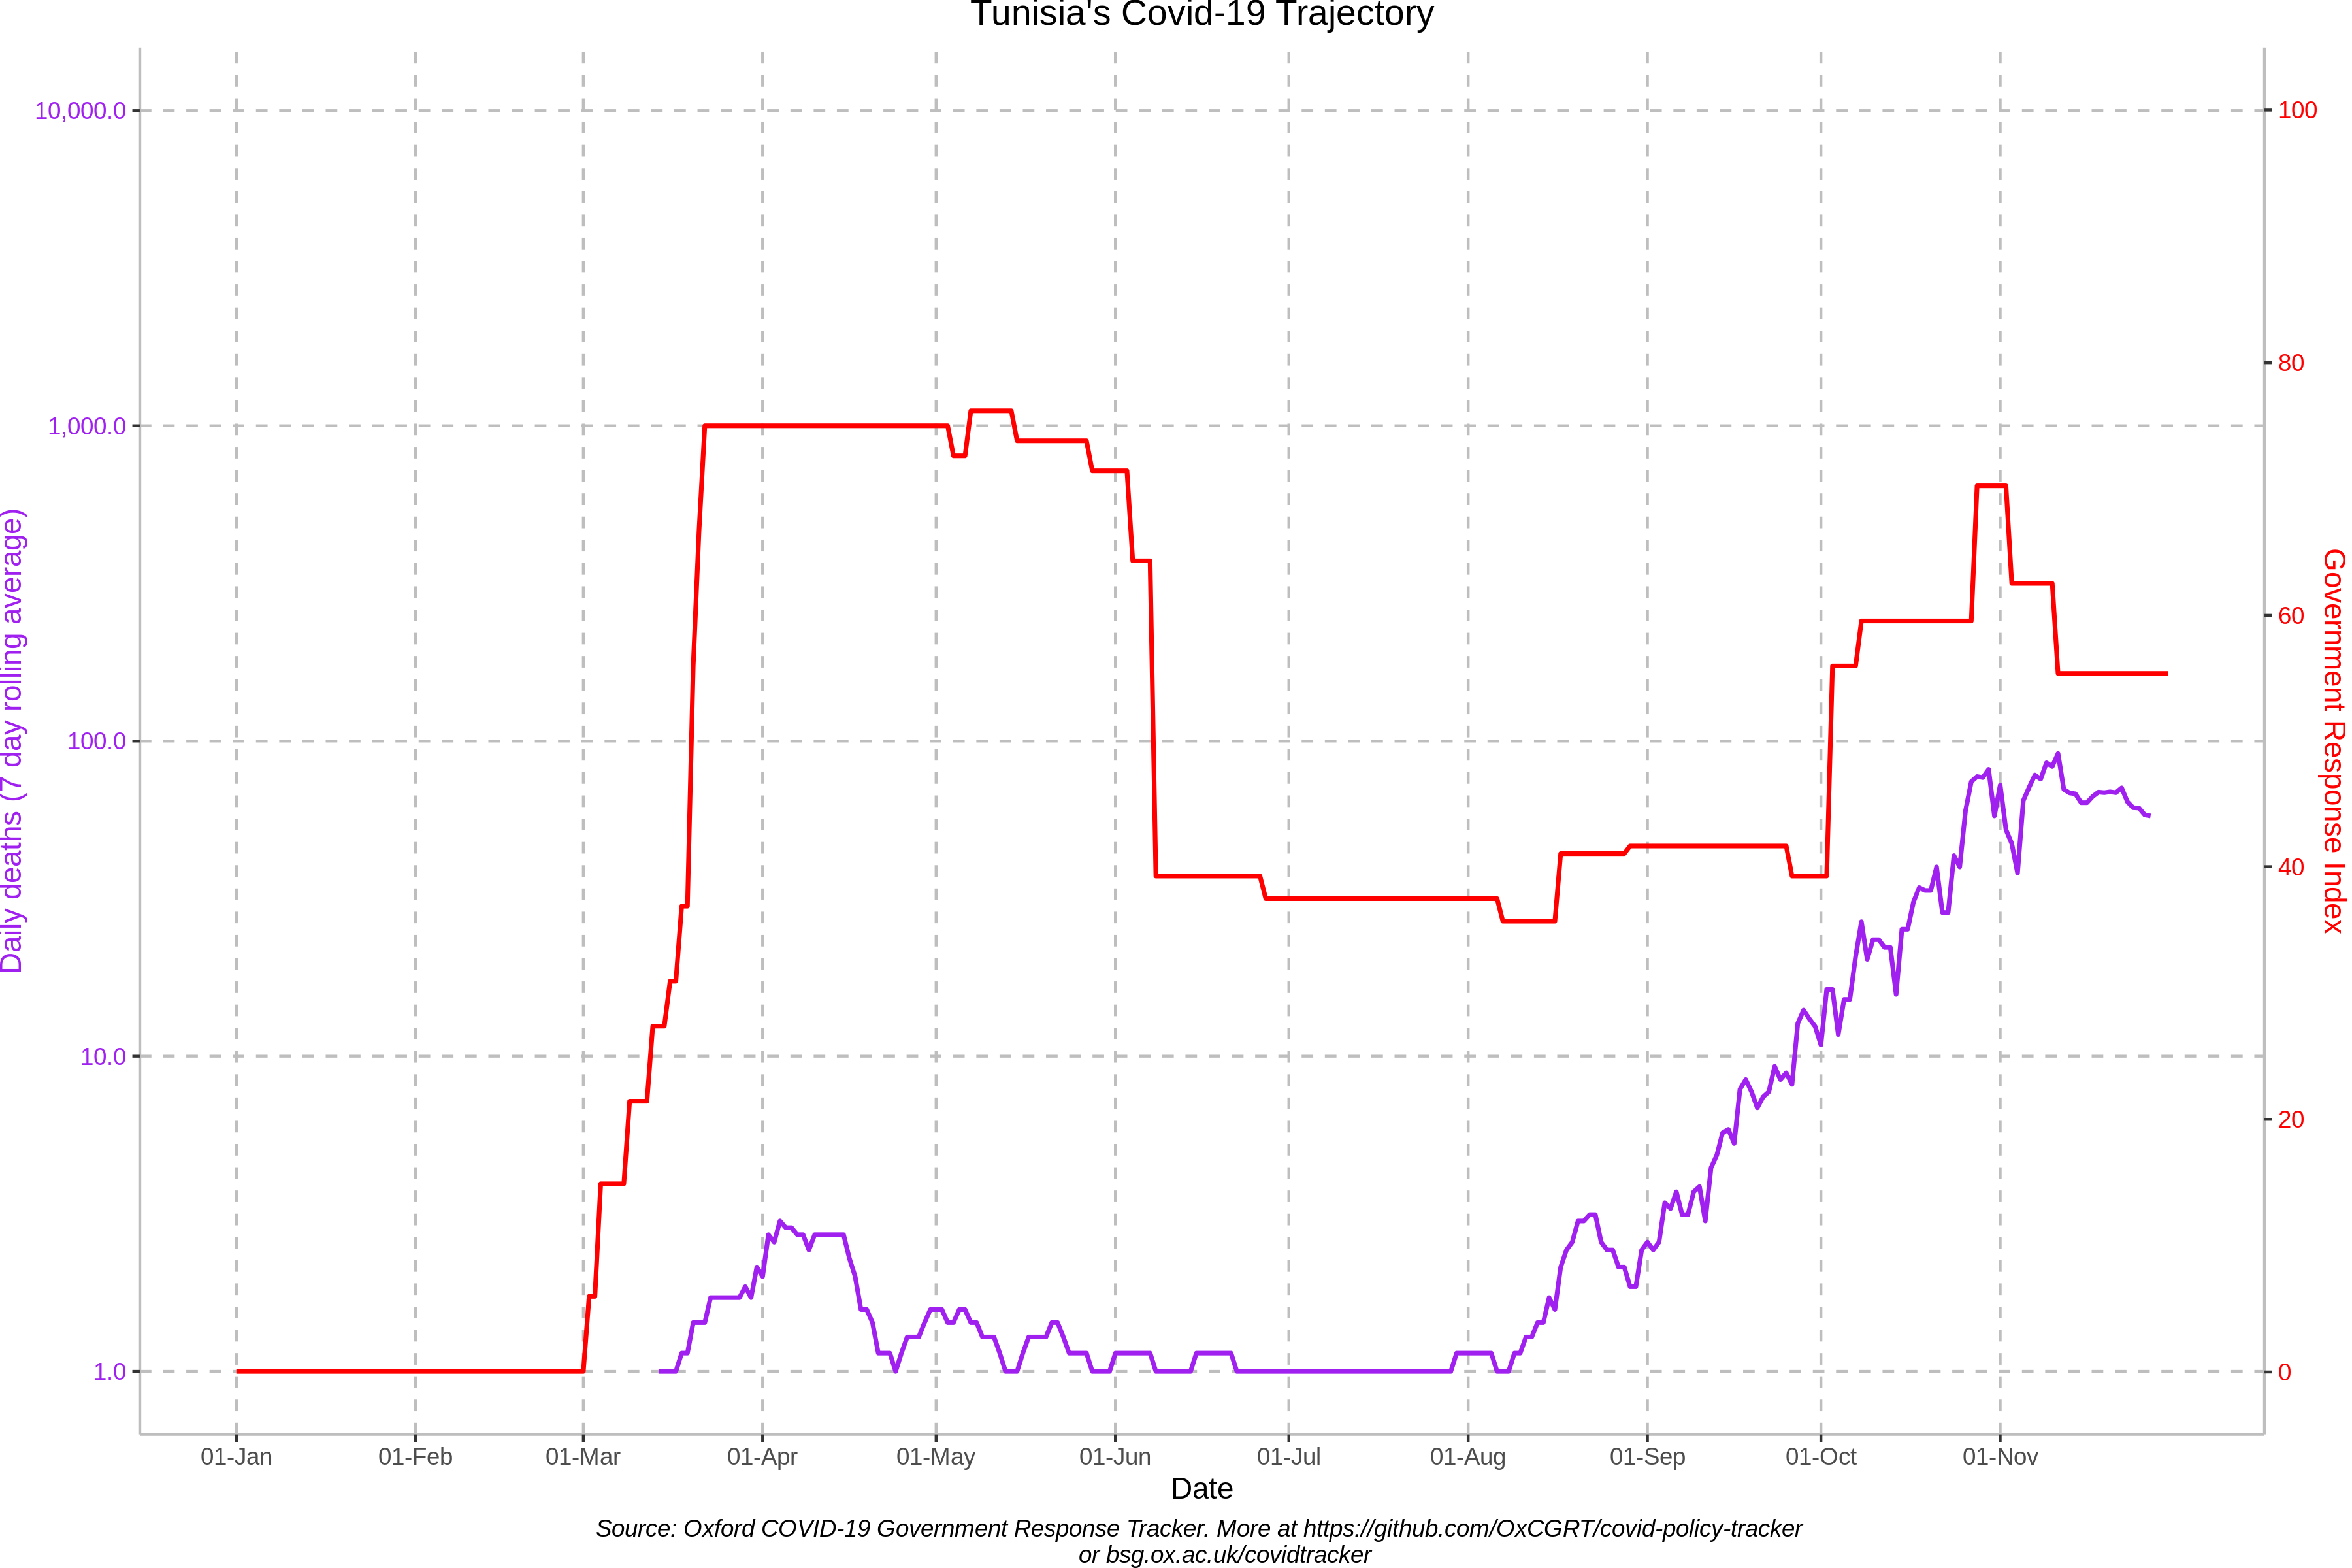 Tunisia's Covid-19 Trajectory
10,000.0
1,000.0
100.0
10.0
1.0
Daily deaths (7 day rolling average)
100
80
60
40
20
0
Government Response Index
01-Jan
01-Feb
01-Mar
01-Apr
01-May
01-Jun
01-Jul
01-Aug
01-Sep
01-Oct
01-Nov
Date
Source: Oxford COVID-19 Government Response Tracker. More at https://github.com/OxCGRT/covid-policy-tracker
or bsg.ox.ac.uk/covidtracker